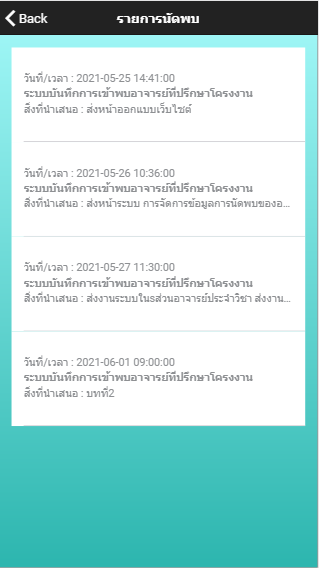 Back
รายการนัดพบ
วันที่/เวลา : 2021-05-25 14:41:00
ระบบบันทึกการเข้าพบอาจารย์ที่ปรึกษาโครงงาน
สิ่งที่นำเสนอ : ส่งหน้าออกแบบเว็บไซต์
วันที่/เวลา : 2021-05-26 10:36:00
ระบบบันทึกการเข้าพบอาจารย์ที่ปรึกษาโครงงาน
สิ่งที่นำเสนอ : ส่งหน้าระบบ การจัดการข้อมูลการนัดพบของอ...
วันที่/เวลา : 2021-05-27 11:30:00
ระบบบันทึกการเข้าพบอาจารย์ที่ปรึกษาโครงงาน
สิ่งที่นำเสนอ : ส่งงานระบบในรส่วนอาจารย์ประจำวิชา ส่งงาน...
วันที่/เวลา : 2021-06-01 09:00:00
ระบบบันทึกการเข้าพบอาจารย์ที่ปรึกษาโครงงาน
สิ่งที่นำเสนอ : บทที่2